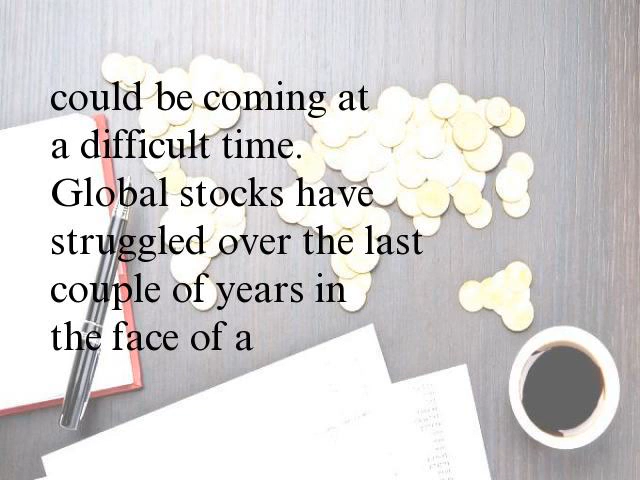 could be coming at
a difficult time.
Global stocks have
struggled over the last
couple of years in
the face of a